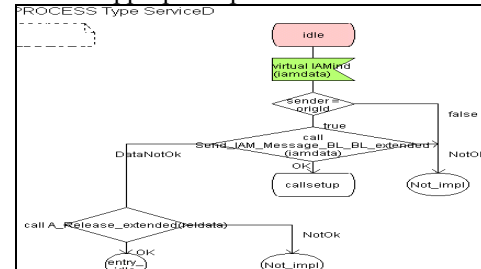 PROCESS Type ServiceD
idle
virtual IAMind
(iamdata)
sender =
origId
false
true
call
Send_IAM_Message_BL_BL_extended
(iamdata)
DataNotOk
NotOk
OK
callsetup
(Not_impl)
call A_Release_extended(reldata)
NotOk
OK
entry_
(Not_impl)